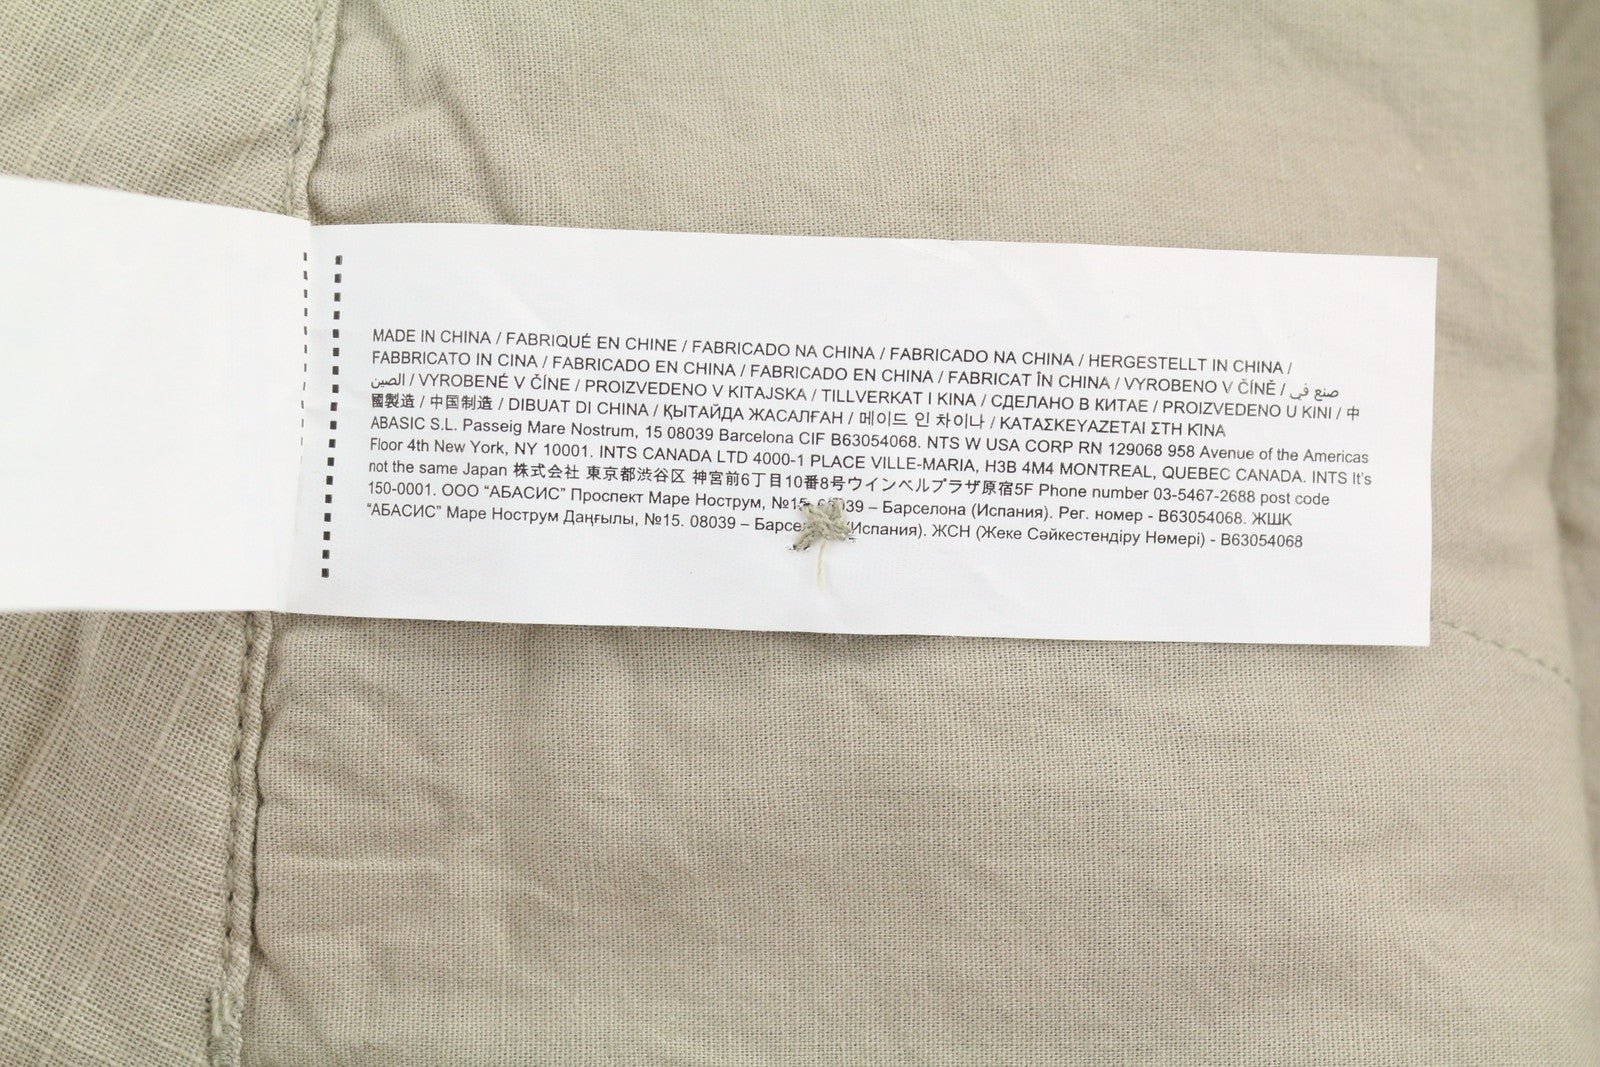 MADE IN CHINA / FABRIQUÉ EN CHINE / FABRICADO NA CHINA / FABRICADO NA CHINA / HERGESTELLT IN CHINA /
FABBRICATO IN CINA / FABRICADO EN CHINA / FABRICADO EN CHINA / FABRICAT ÎN CHINA / VYROBENO V ČÍNĚ / صنع في
الصين / VYROBENÉ V ČÍNE / PROIZVEDENO V KITAJSKA / TILLVERKAT I KINA / СДЕЛАНО В КИТАЕ / PROIZVEDENO U KINI / 中
國製造 / 中国制造 / DIBUAT DI CHINA / ҚЫТАЙДА ЖАСАЛҒАН / 메이드 인 차이나 / ΚΑΤΑΣΚΕΥΑΖΕΤΑΙ ΣΤΗ ΚΙΝΑ
ABASIC S.L. Passeig Mare Nostrum, 15 08039 Barcelona CIF B63054068. NTS W USA CORP RN 129068 958 Avenue of the Americas
Floor 4th New York, NY 10001. INTS CANADA LTD 4000-1 PLACE VILLE-MARIA, H3B 4M4 MONTREAL, QUEBEC CANADA. INTS It's
not the same Japan 株式会社 東京都渋谷区 神宮前6丁目10番8号ウインベルプラザ原宿5F Phone number 03-5467-2688 post code
150-0001. ООО “АБАСИС” Проспект Маре Нострум, №15. 39 – Барселона (Испания). Рег. номер - B63054068. ЖШК
“АБАСИС” Маре Нострум Даңғылы, №15. 08039 – (Испания). ЖСН (Жеке Сәйкестендіру Нөмері) - B63054068